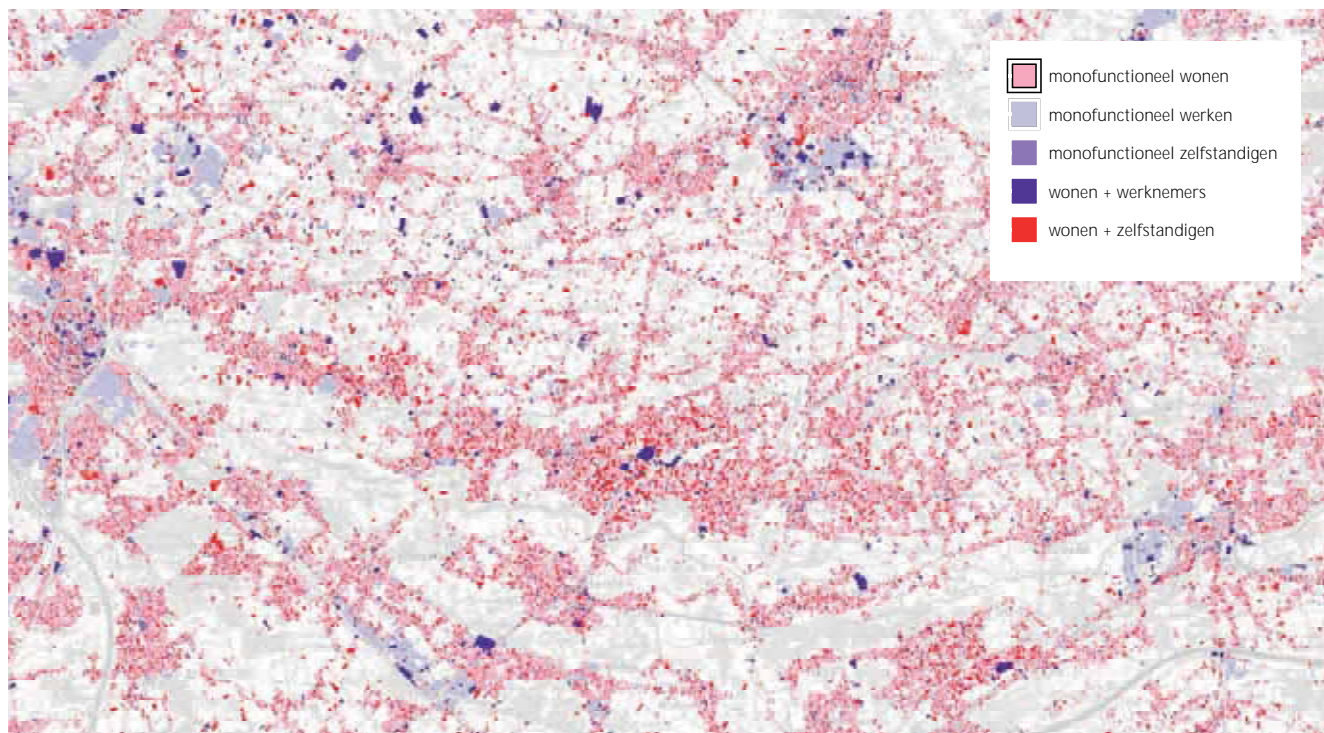 monofunctioneel wonen
monofunctioneel werken
monofunctioneel zelfstandigen
wonen + werknemers
wonen + zelfstandigen